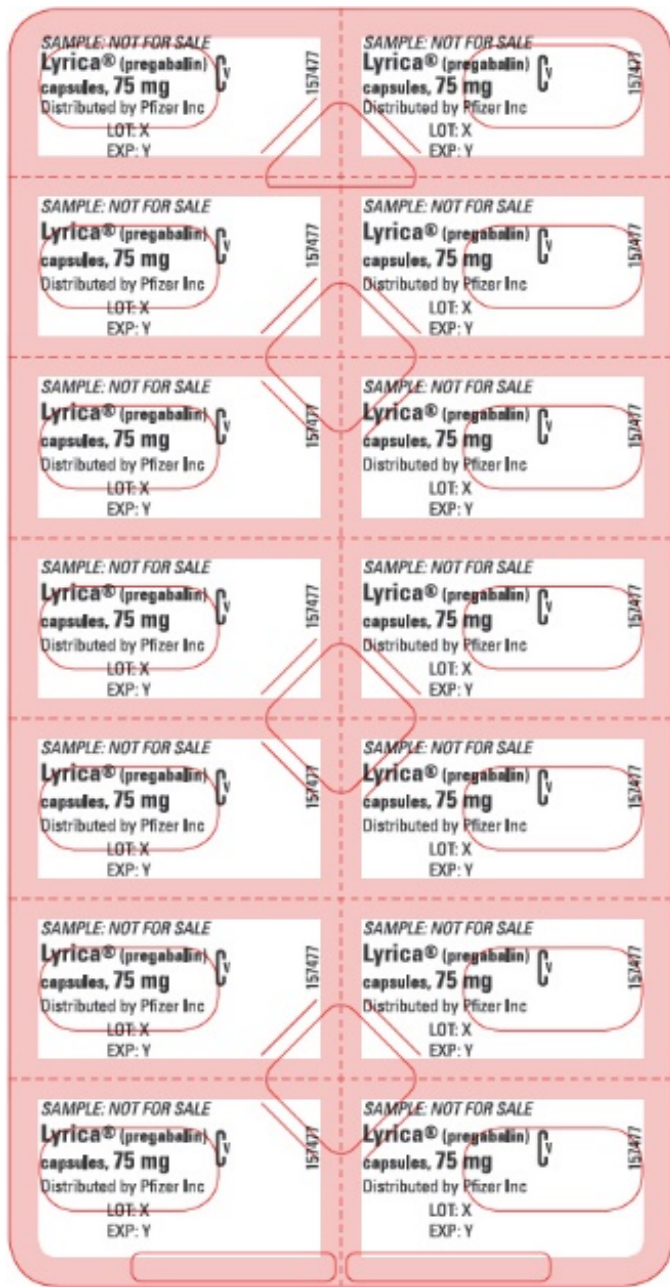 SAMPLE: NOT FOR SALE
Lyrica® (pregabalin) CV
capsules, 75 mg
Distributed by Pfizer Inc
LOT: X
EXP: Y
157477
SAMPLE: NOT FOR SALE
Lyrica® (pregabalin) CV
capsules, 75 mg
Distributed by Pfizer Inc
LOT: X
EXP: Y
157477
SAMPLE: NOT FOR SALE
Lyrica® (pregabalin) CV
capsules, 75 mg
Distributed by Pfizer Inc
LOT: X
EXP: Y
157477
SAMPLE: NOT FOR SALE
Lyrica® (pregabalin) CV
capsules, 75 mg
Distributed by Pfizer Inc
LOT: X
EXP: Y
157477
SAMPLE: NOT FOR SALE
Lyrica® (pregabalin) CV
capsules, 75 mg
Distributed by Pfizer Inc
LOT: X
EXP: Y
157477
SAMPLE: NOT FOR SALE
Lyrica® (pregabalin) CV
capsules, 75 mg
Distributed by Pfizer Inc
LOT: X
EXP: Y
157477
SAMPLE: NOT FOR SALE
Lyrica® (pregabalin) CV
capsules, 75 mg
Distributed by Pfizer Inc
LOT: X
EXP: Y
157477
SAMPLE: NOT FOR SALE
Lyrica® (pregabalin) CV
capsules, 75 mg
Distributed by Pfizer Inc
LOT: X
EXP: Y
157477
SAMPLE: NOT FOR SALE
Lyrica® (pregabalin) CV
capsules, 75 mg
Distributed by Pfizer Inc
LOT: X
EXP: Y
157477
SAMPLE: NOT FOR SALE
Lyrica® (pregabalin) CV
capsules, 75 mg
Distributed by Pfizer Inc
LOT: X
EXP: Y
157477
SAMPLE: NOT FOR SALE
Lyrica® (pregabalin) CV
capsules, 75 mg
Distributed by Pfizer Inc
LOT: X
EXP: Y
157477
SAMPLE: NOT FOR SALE
Lyrica® (pregabalin) CV
capsules, 75 mg
Distributed by Pfizer Inc
LOT: X
EXP: Y
157477
SAMPLE: NOT FOR SALE
Lyrica® (pregabalin) CV
capsules, 75 mg
Distributed by Pfizer Inc
LOT: X
EXP: Y
157477
SAMPLE: NOT FOR SALE
Lyrica® (pregabalin) CV
capsules, 75 mg
Distributed by Pfizer Inc
LOT: X
EXP: Y
157477